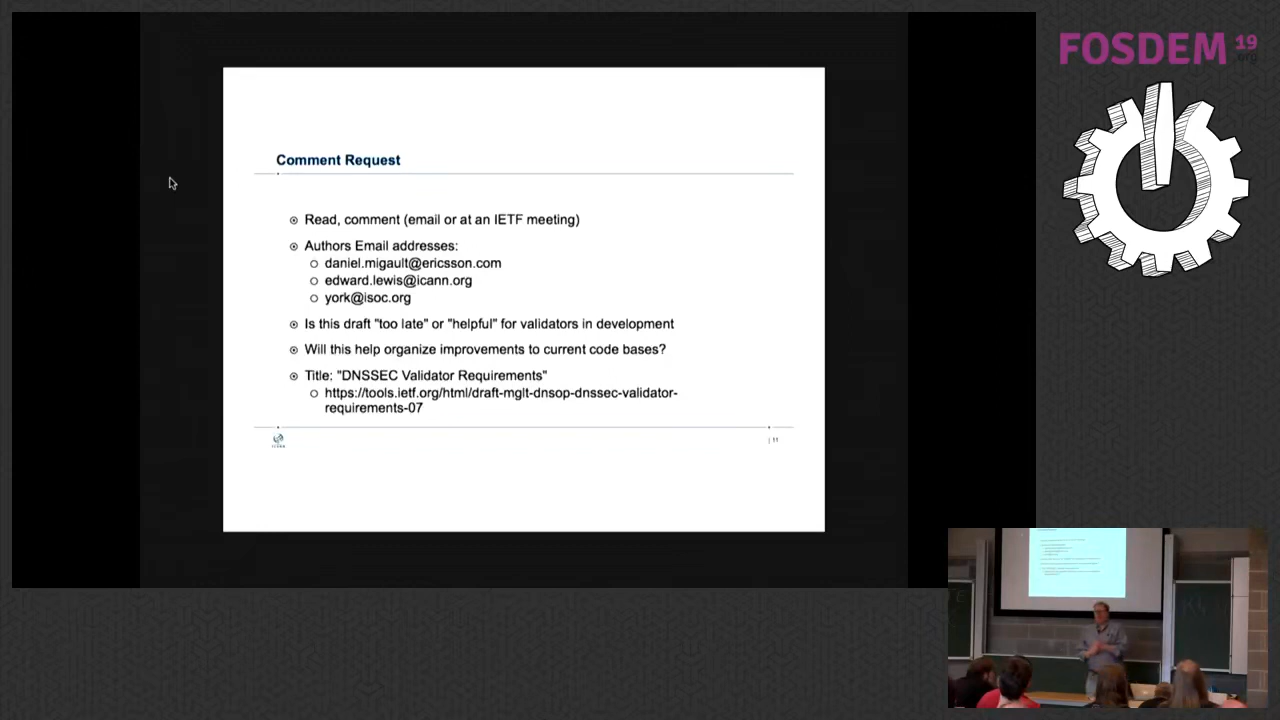 FOSDEM 19
.org
Comment Request
Read, comment (email or at an IETF meeting)
Authors Email addresses:
daniel.migault@ericsson.com
edward.lewis@icann.org
york@isoc.org
Is this draft "too late" or "helpful" for validators in development
Will this help organize improvements to current code bases?
Title: "DNSSEC Validator Requirements"
https://tools.ietf.org/html/draft-mglt-dnsop-dnssec-validator-
requirements-07
ICANN
| 11